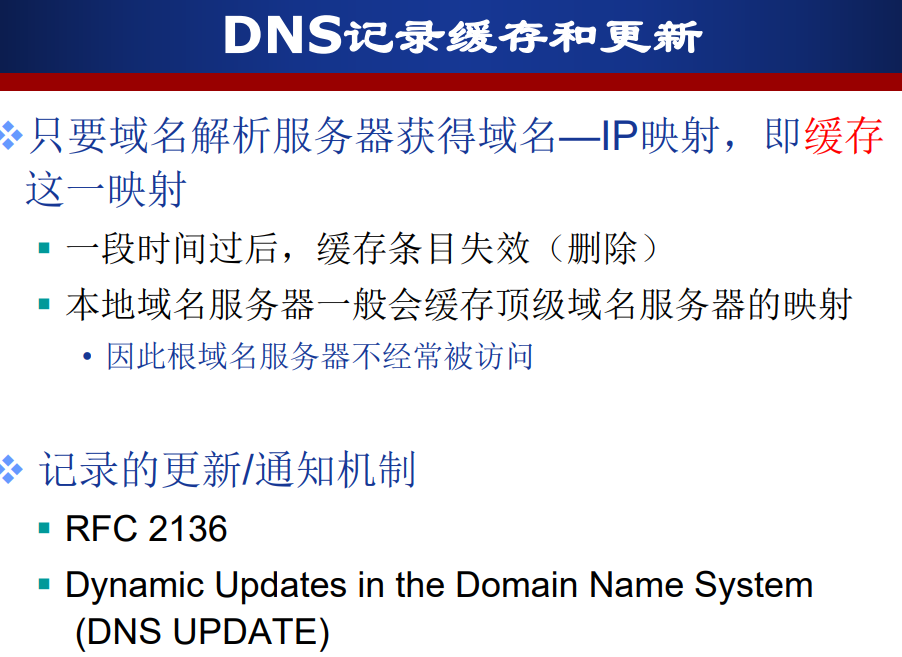 DNS记录缓存和更新
只要域名解析服务器获得域名—IP映射，即缓存
这一映射
一段时间过后，缓存条目失效（删除）
本地域名服务器一般会缓存顶级域名服务器的映射
因此根域名服务器不经常被访问
记录的更新/通知机制
RFC 2136
Dynamic Updates in the Domain Name System
(DNS UPDATE)